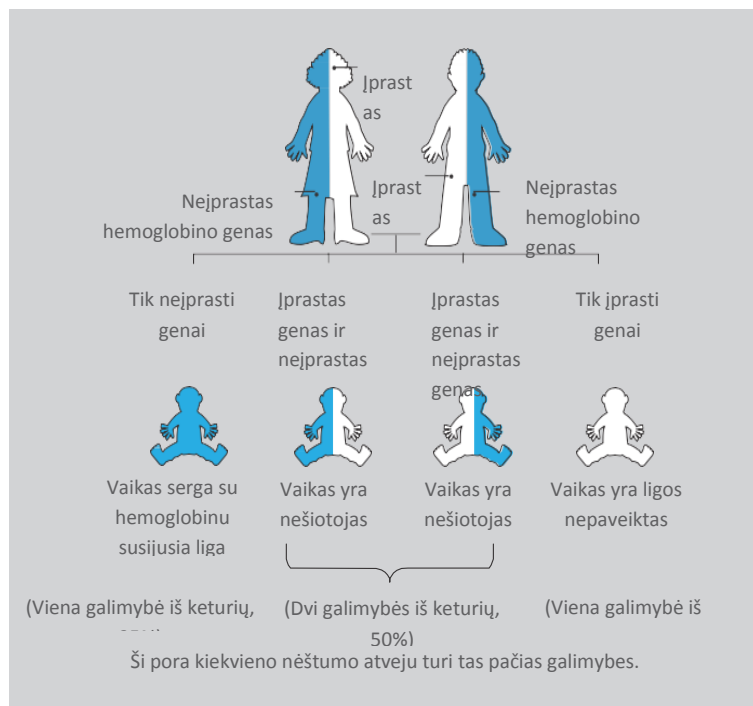 Įprast
as
Įprast
as
Neįprastas
hemoglobino genas
Neįprastas
hemoglobino
genas
Tik neįprasti
genai
Įprastas
genas ir
neįprastas
Įprastas
genas ir
neįprastas
genas
Tik įprasti
genai
Vaikas serga su
hemoglobinu
susijusia liga
Vaikas yra
nešiotojas
Vaikas yra
nešiotojas
Vaikas yra ligos
nepaveiktas
(Viena galimybė iš keturių,
(Dvi galimybės iš keturių,
50%)
(Viena galimybė iš
Ši pora kiekvieno nėštumo atveju turi tas pačias galimybes.